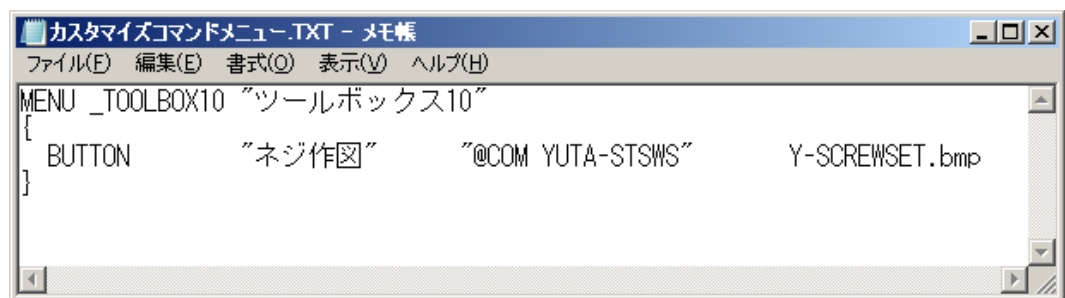 カスタマイズコマンドメニュー.TXT - メモ帳
ファイル(F) 編集(E) 書式(O) 表示(V) ヘルプ(H)
MENU _TOOLBOX10 "ツールボックス10"
{
BUTTON "ネジ作図" "@COM YUTA-STSWS" Y-SCREWSET.bmp
}